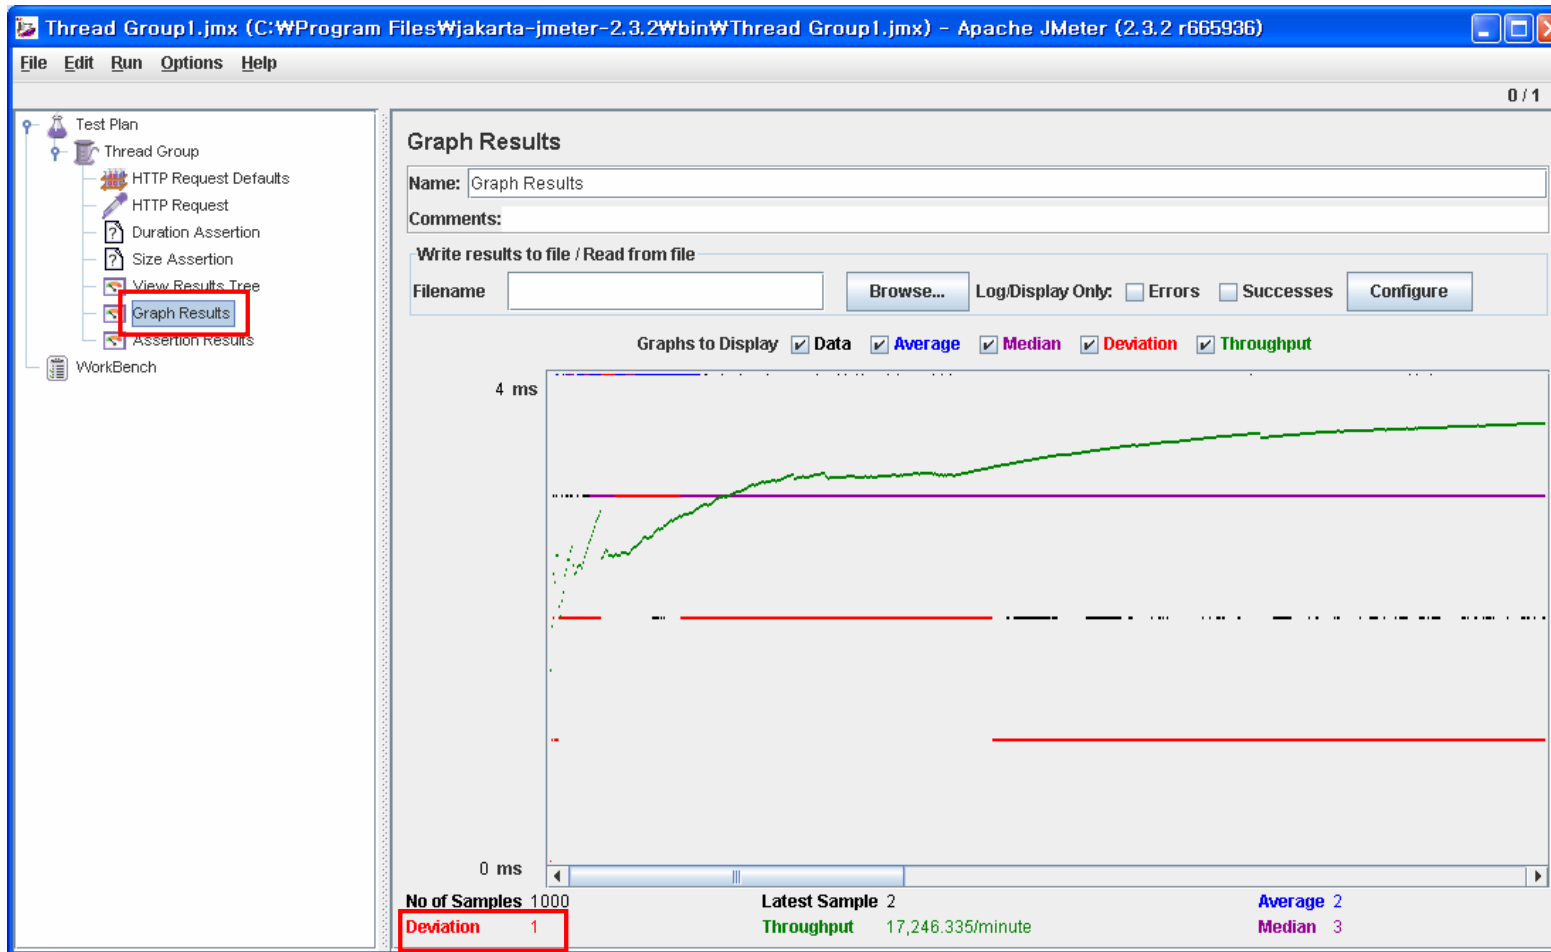 Thread Group1.jmx (C:₩Program Files₩jakarta-jmeter-2.3.2₩bin₩Thread Group1.jmx) - Apache JMeter (2.3.2 r665936)
File Edit Run Options Help
0 / 1
Test Plan
Thread Group
HTTP Request Defaults
HTTP Request
Duration Assertion
Size Assertion
View Results Tree
Graph Results
Assertion Results
WorkBench
Graph Results
Name: Graph Results
Comments:
Write results to file / Read from file
Filename Browse... Log/Display Only: Errors Successes Configure
Graphs to Display Data Average Median Deviation Throughput
4 ms
0 ms
No of Samples 1000 Latest Sample 2 Average 2
Deviation 1 Throughput 17,246.335/minute Median 3